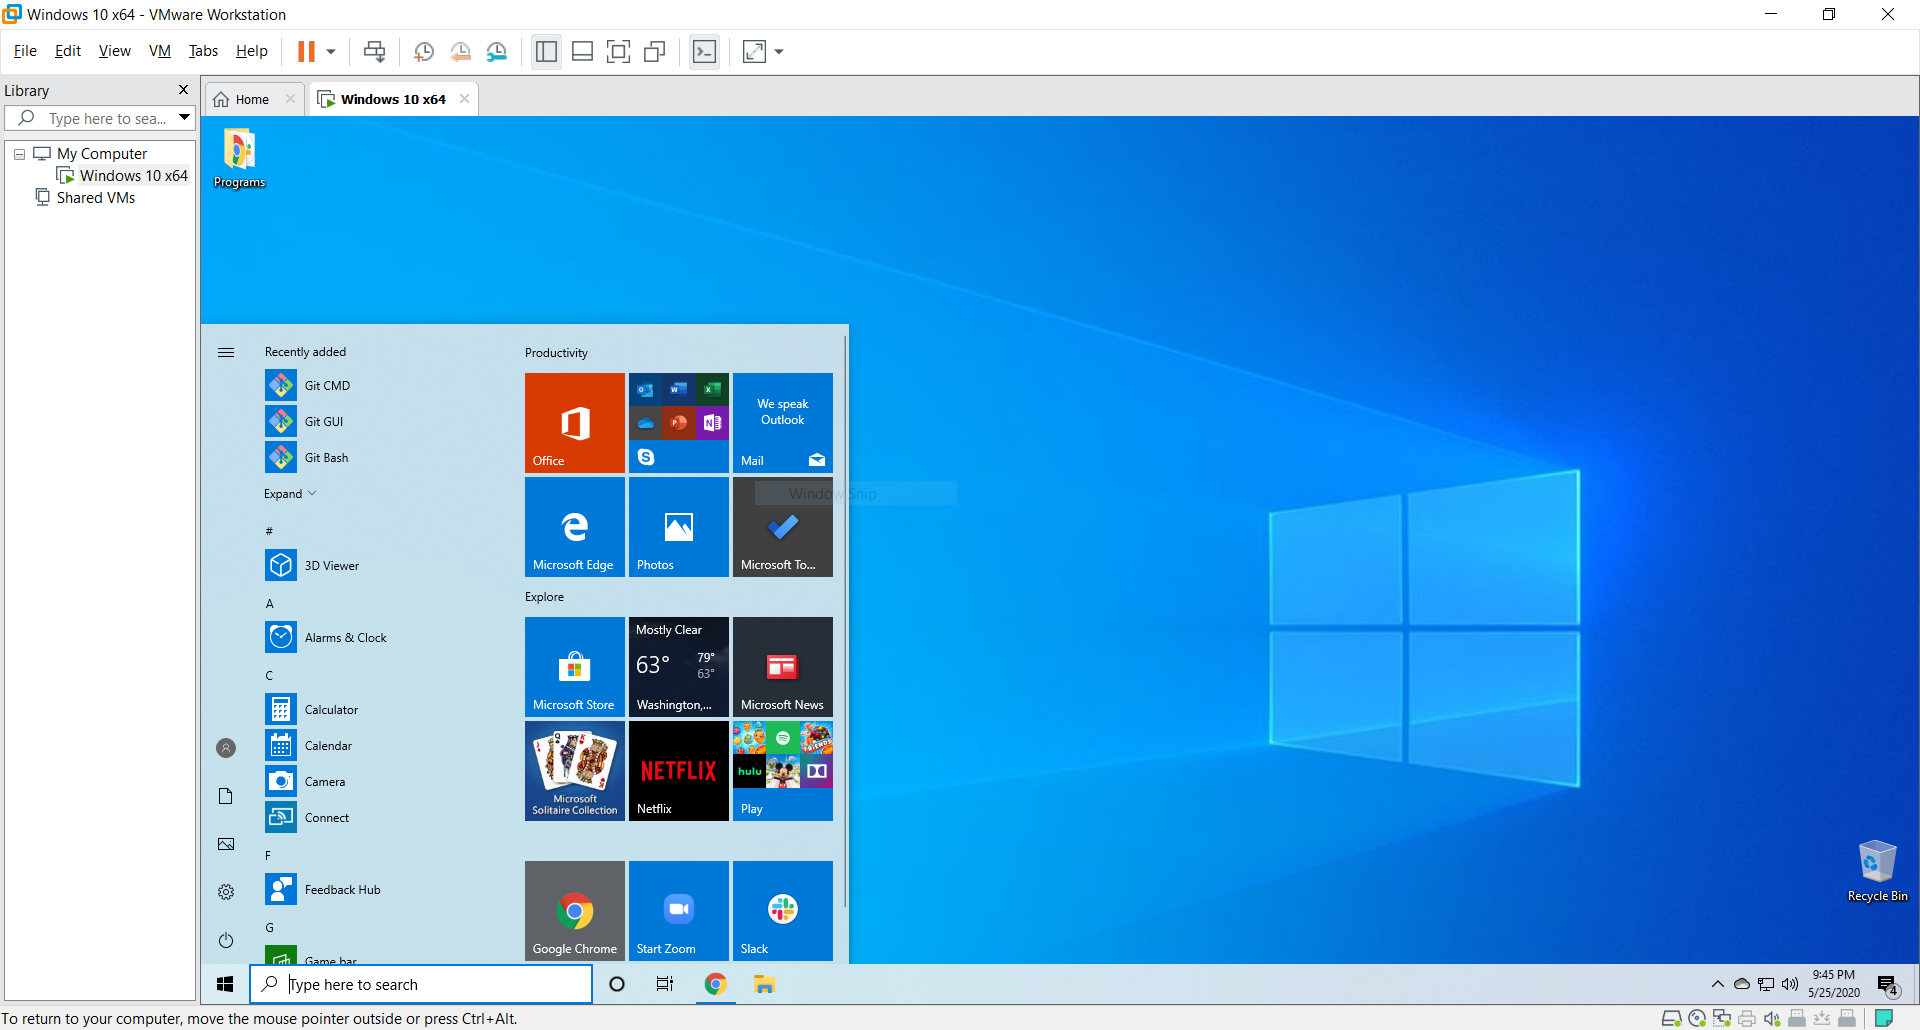 Windows 10 x64 - VMware Workstation
File Edit View VM Tabs Help
Library
Type here to sea...
My Computer
Windows 10 x64
Shared VMs
Home
Windows 10 x64
Programs
Recently added
Git CMD
Git GUI
Git Bash
Expand
#
3D Viewer
A
Alarms & Clock
C
Calculator
Calendar
Camera
Connect
F
Feedback Hub
G
Game bar
Productivity
Office
We speak
Outlook
Mail
Window Snip
Microsoft Edge
Photos
Microsoft To...
Explore
Microsoft Store
Mostly Clear
63° 79°
63°
Washington,...
Microsoft News
Microsoft
Solitaire Collection
NETFLIX
Netflix
hulu
Play
Google Chrome
Start Zoom
Slack
Recycle Bin
Type here to search
9:45 PM
5/25/2020
4
To return to your computer, move the mouse pointer outside or press Ctrl+Alt.